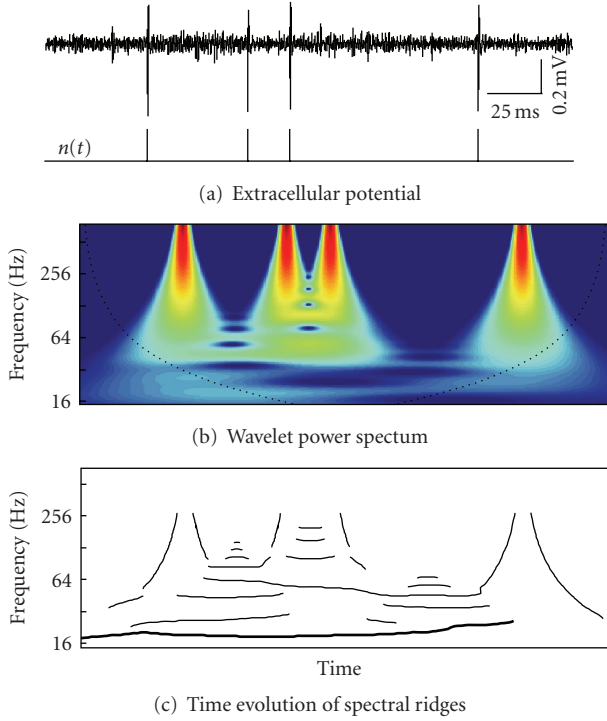 0.2 mV
25 ms
n(t)
(a) Extracellular potential
Frequency (Hz)
256
64
16
(b) Wavelet power spectum
Frequency (Hz)
256
64
16
Time
(c) Time evolution of spectral ridges